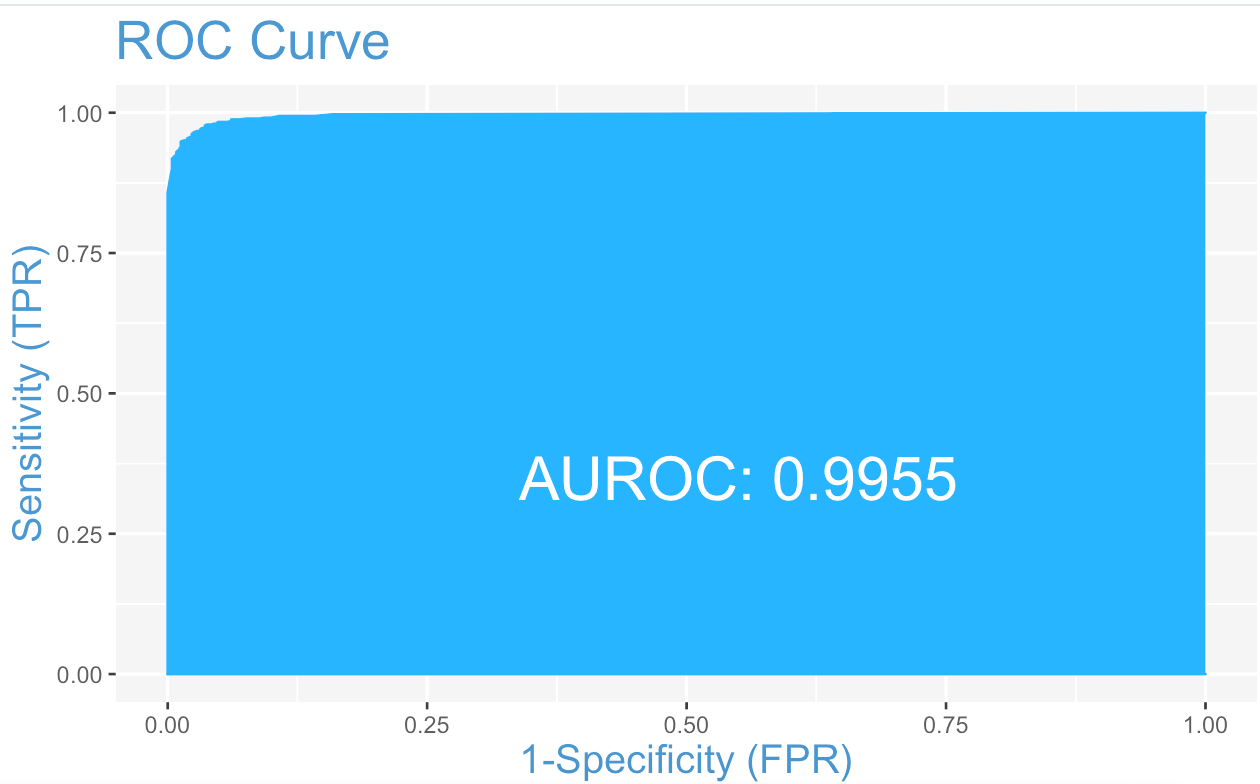 ROC Curve
1.00
0.75
0.50
0.25
0.00
Sensitivity (TPR)
AUROC: 0.9955
0.00 0.25 0.50 0.75 1.00
1-Specificity (FPR)